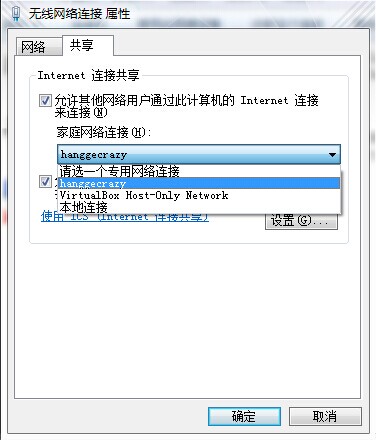 无线网络连接 属性
网络
共享
Internet 连接共享
允许其他网络用户通过此计算机的 Internet 连接
来连接(N)
家庭网络连接(H):
hanggecrazy
请选一个专用网络连接
hanggecrazy
VirtualBox Host-Only Network
本地连接
使用 ICS (Internet 连接共享)
设置(G)...
确定
取消